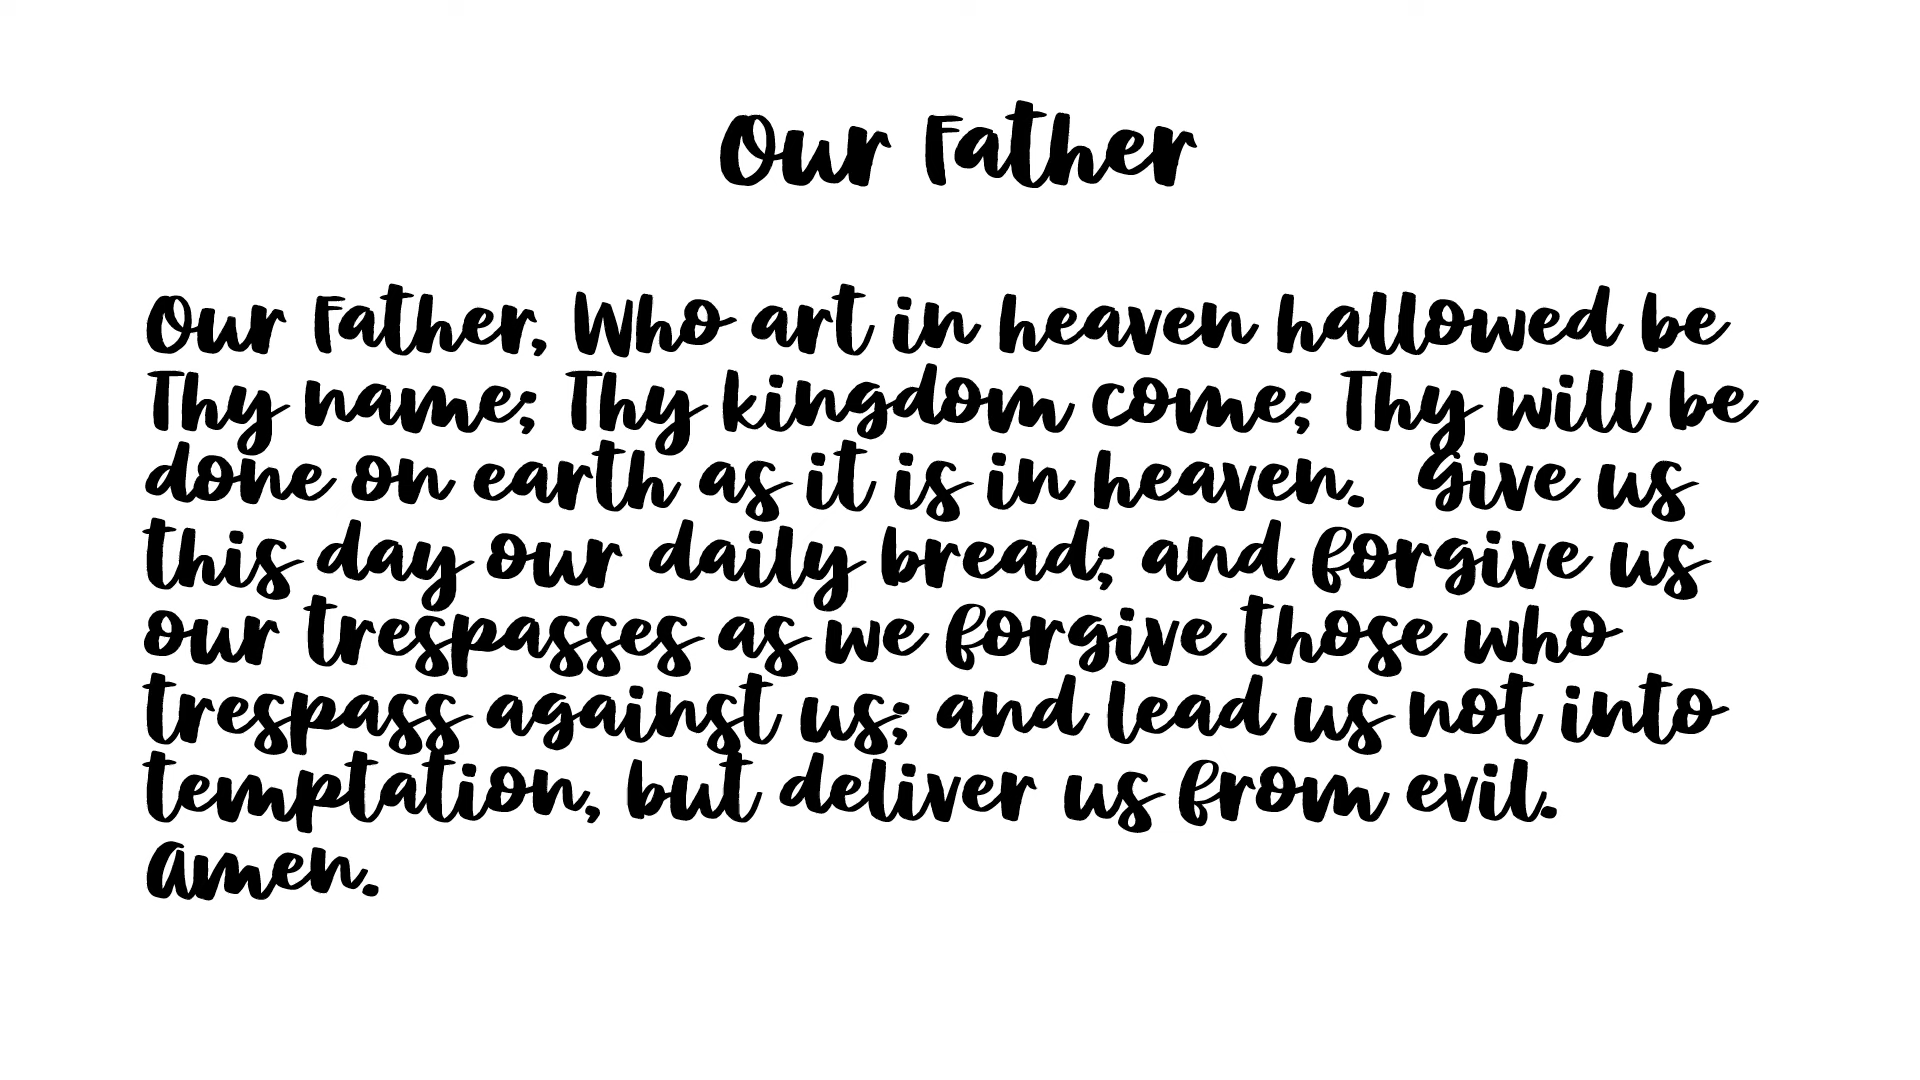 Our Father
Our Father, Who art in heaven hallowed be
Thy name; Thy kingdom come; Thy will be
done on earth as it is in heaven. Give us
this day our daily bread; and forgive us
our trespasses as we forgive those who
trespass against us; and lead us not into
temptation, but deliver us from evil.
Amen.